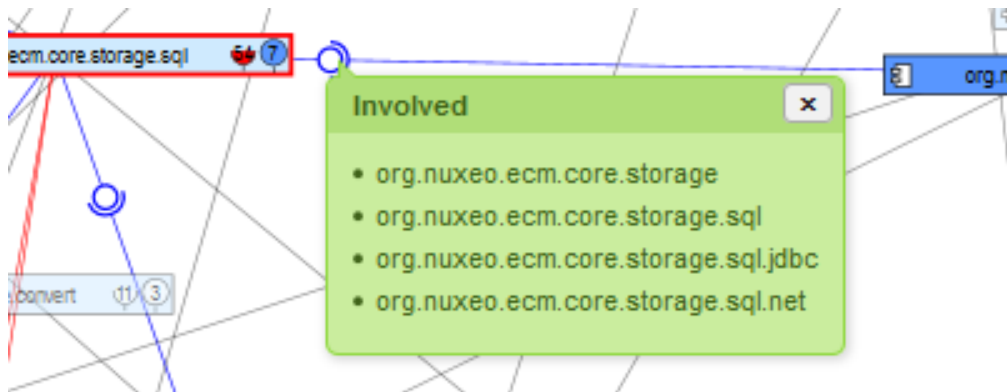 ecm.core.storage.sql 7
org.n
Involved x
• org.nuxeo.ecm.core.storage
• org.nuxeo.ecm.core.storage.sql
• org.nuxeo.ecm.core.storage.sql.jdbc
• org.nuxeo.ecm.core.storage.sql.net
convert 11 3